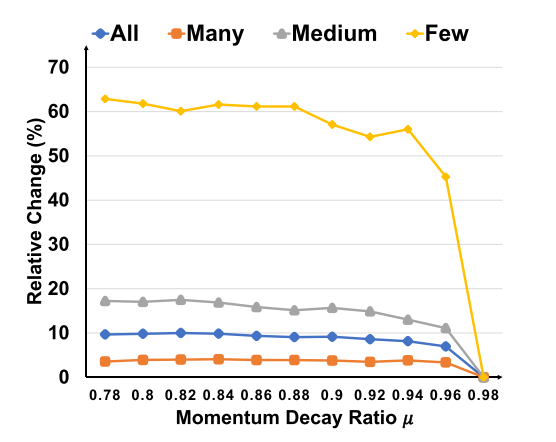 All Many Medium Few
70
60
50
40
30
20
10
0
Relative Change (%)
0.78 0.8 0.82 0.84 0.86 0.88 0.9 0.92 0.94 0.96 0.98
Momentum Decay Ratio μ